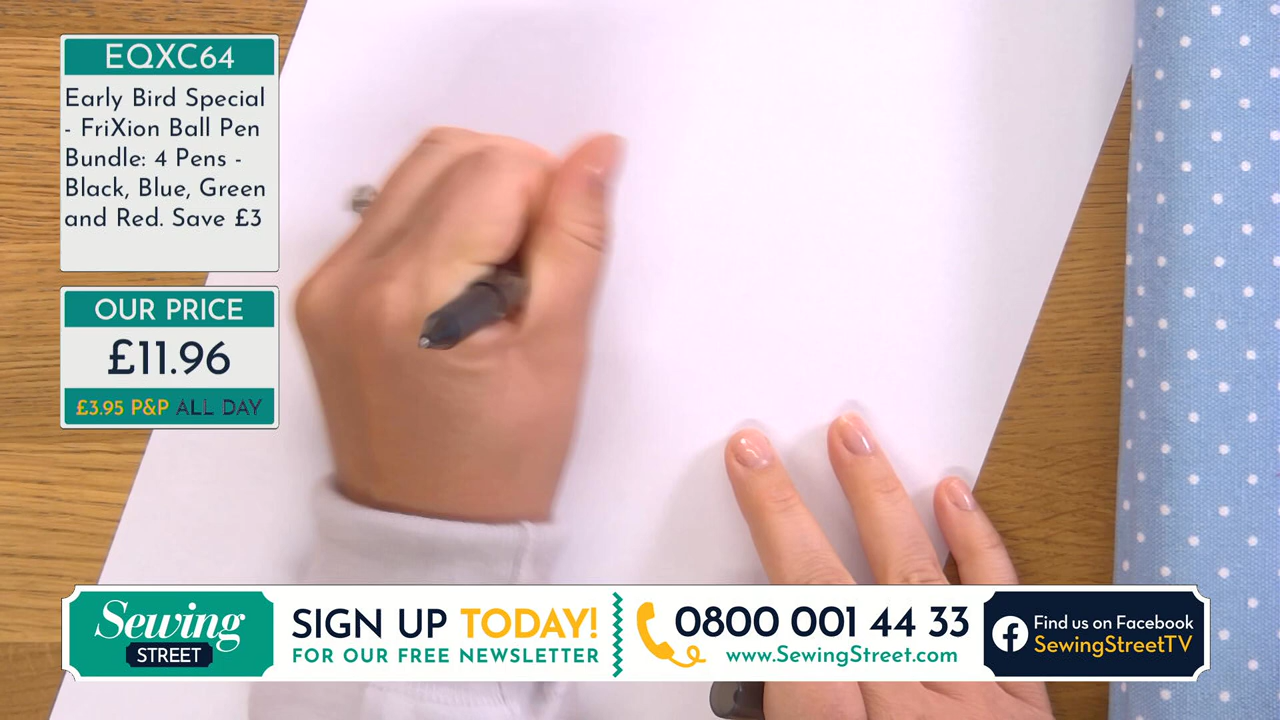 EQXC64
Early Bird Special
- FriXion Ball Pen
Bundle: 4 Pens -
Black, Blue, Green
and Red. Save £3
OUR PRICE
£11.96
£3.95 P&P ALL DAY
Sewing
STREET
SIGN UP TODAY!
FOR OUR FREE NEWSLETTER
0800 001 44 33
www.SewingStreet.com
Find us on Facebook
SewingStreetTV